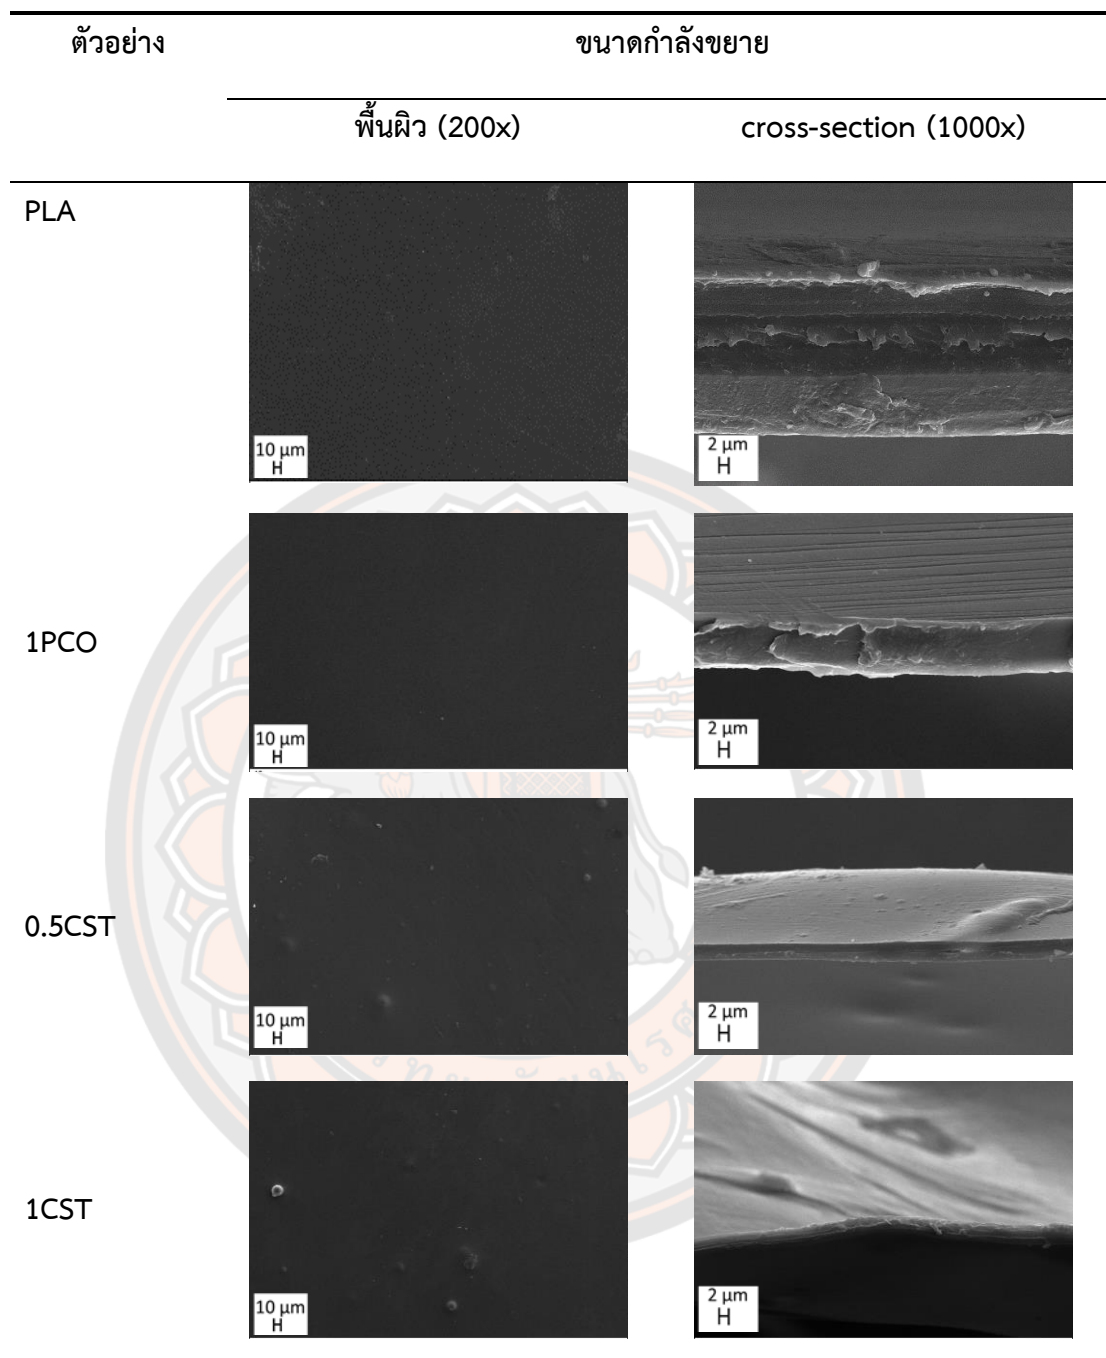 ตัวอย่าง ขนาดกำลังขยาย
พื้นผิว (200x) cross-section (1000x)
PLA
10 µm
H
2 µm
H
1PCO
10 µm
H
2 µm
H
0.5CST
10 µm
H
2 µm
H
1CST
10 µm
H
2 µm
H